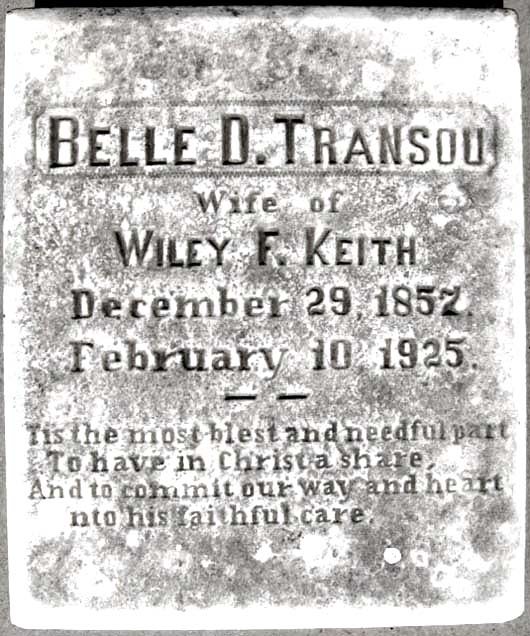 BELLE D. TRANSOU
Wife of
WILEY F. KEITH
December 29, 1857.
February 10 1925.
Tis the most blest and needful part
To have in Christ a share,
And to commit our way and heart
nto his faithful care.